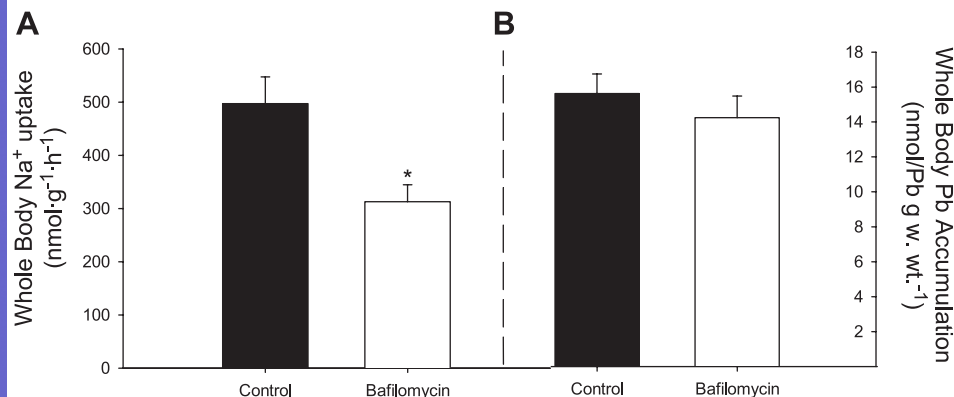 A
Whole Body Na⁺ uptake
(nmol·g⁻¹·h⁻¹)
600
500
400
300
200
100
0
*
Control
Bafilomycin
B
18
16
14
12
10
8
6
4
2
Whole Body Pb Accumulation
(nmol/Pb g w. wt.⁻¹)
Control
Bafilomycin